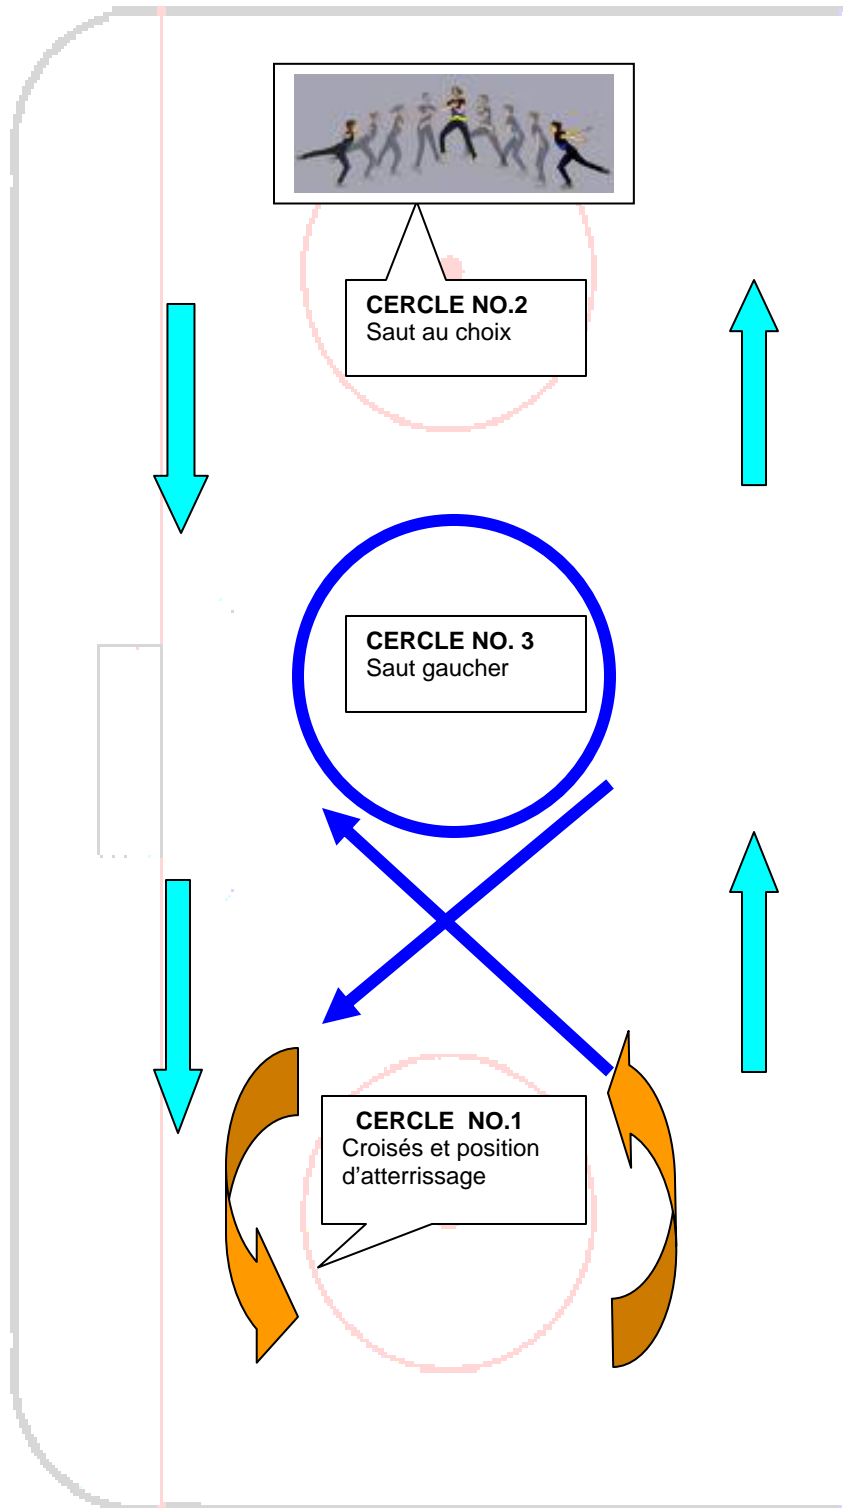 CERCLE NO.2
Saut au choix
CERCLE NO. 3
Saut gaucher
CERCLE NO.1
Croisés et position
d’atterrissage